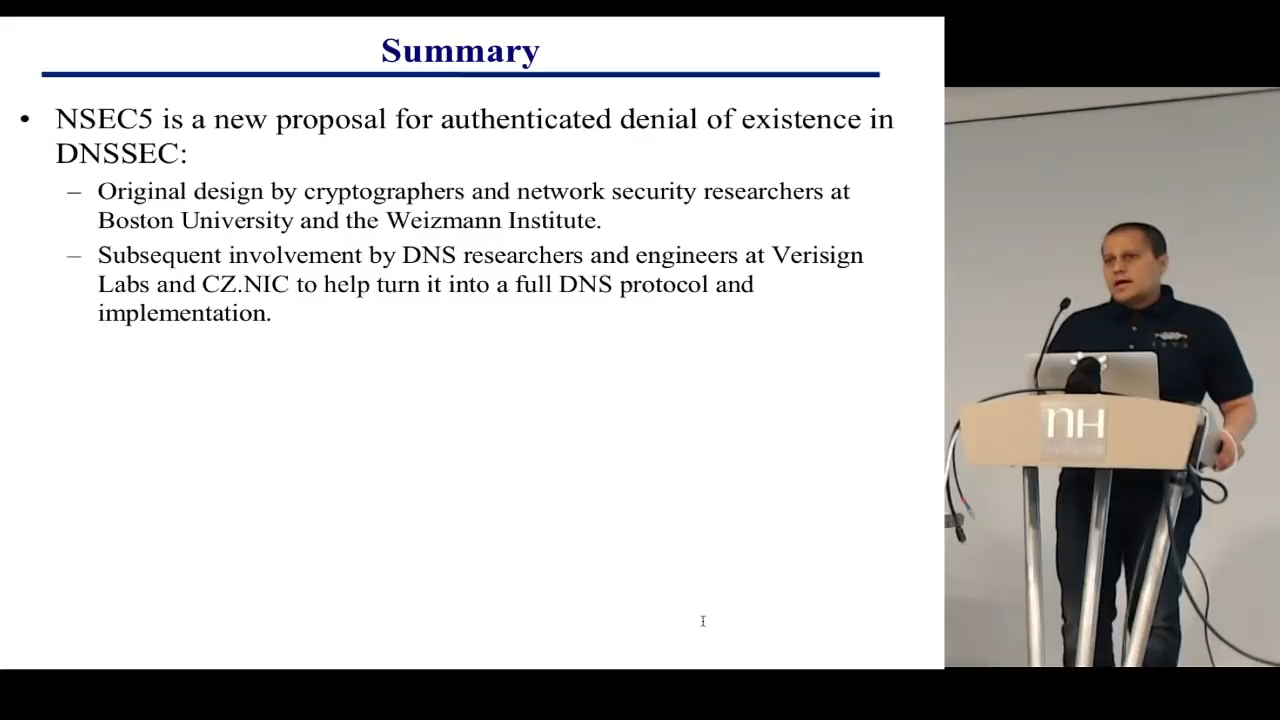 Summary
• NSEC5 is a new proposal for authenticated denial of existence in
DNSSEC:
– Original design by cryptographers and network security researchers at
Boston University and the Weizmann Institute.
– Subsequent involvement by DNS researchers and engineers at Verisign
Labs and CZ.NIC to help turn it into a full DNS protocol and
implementation.
nH